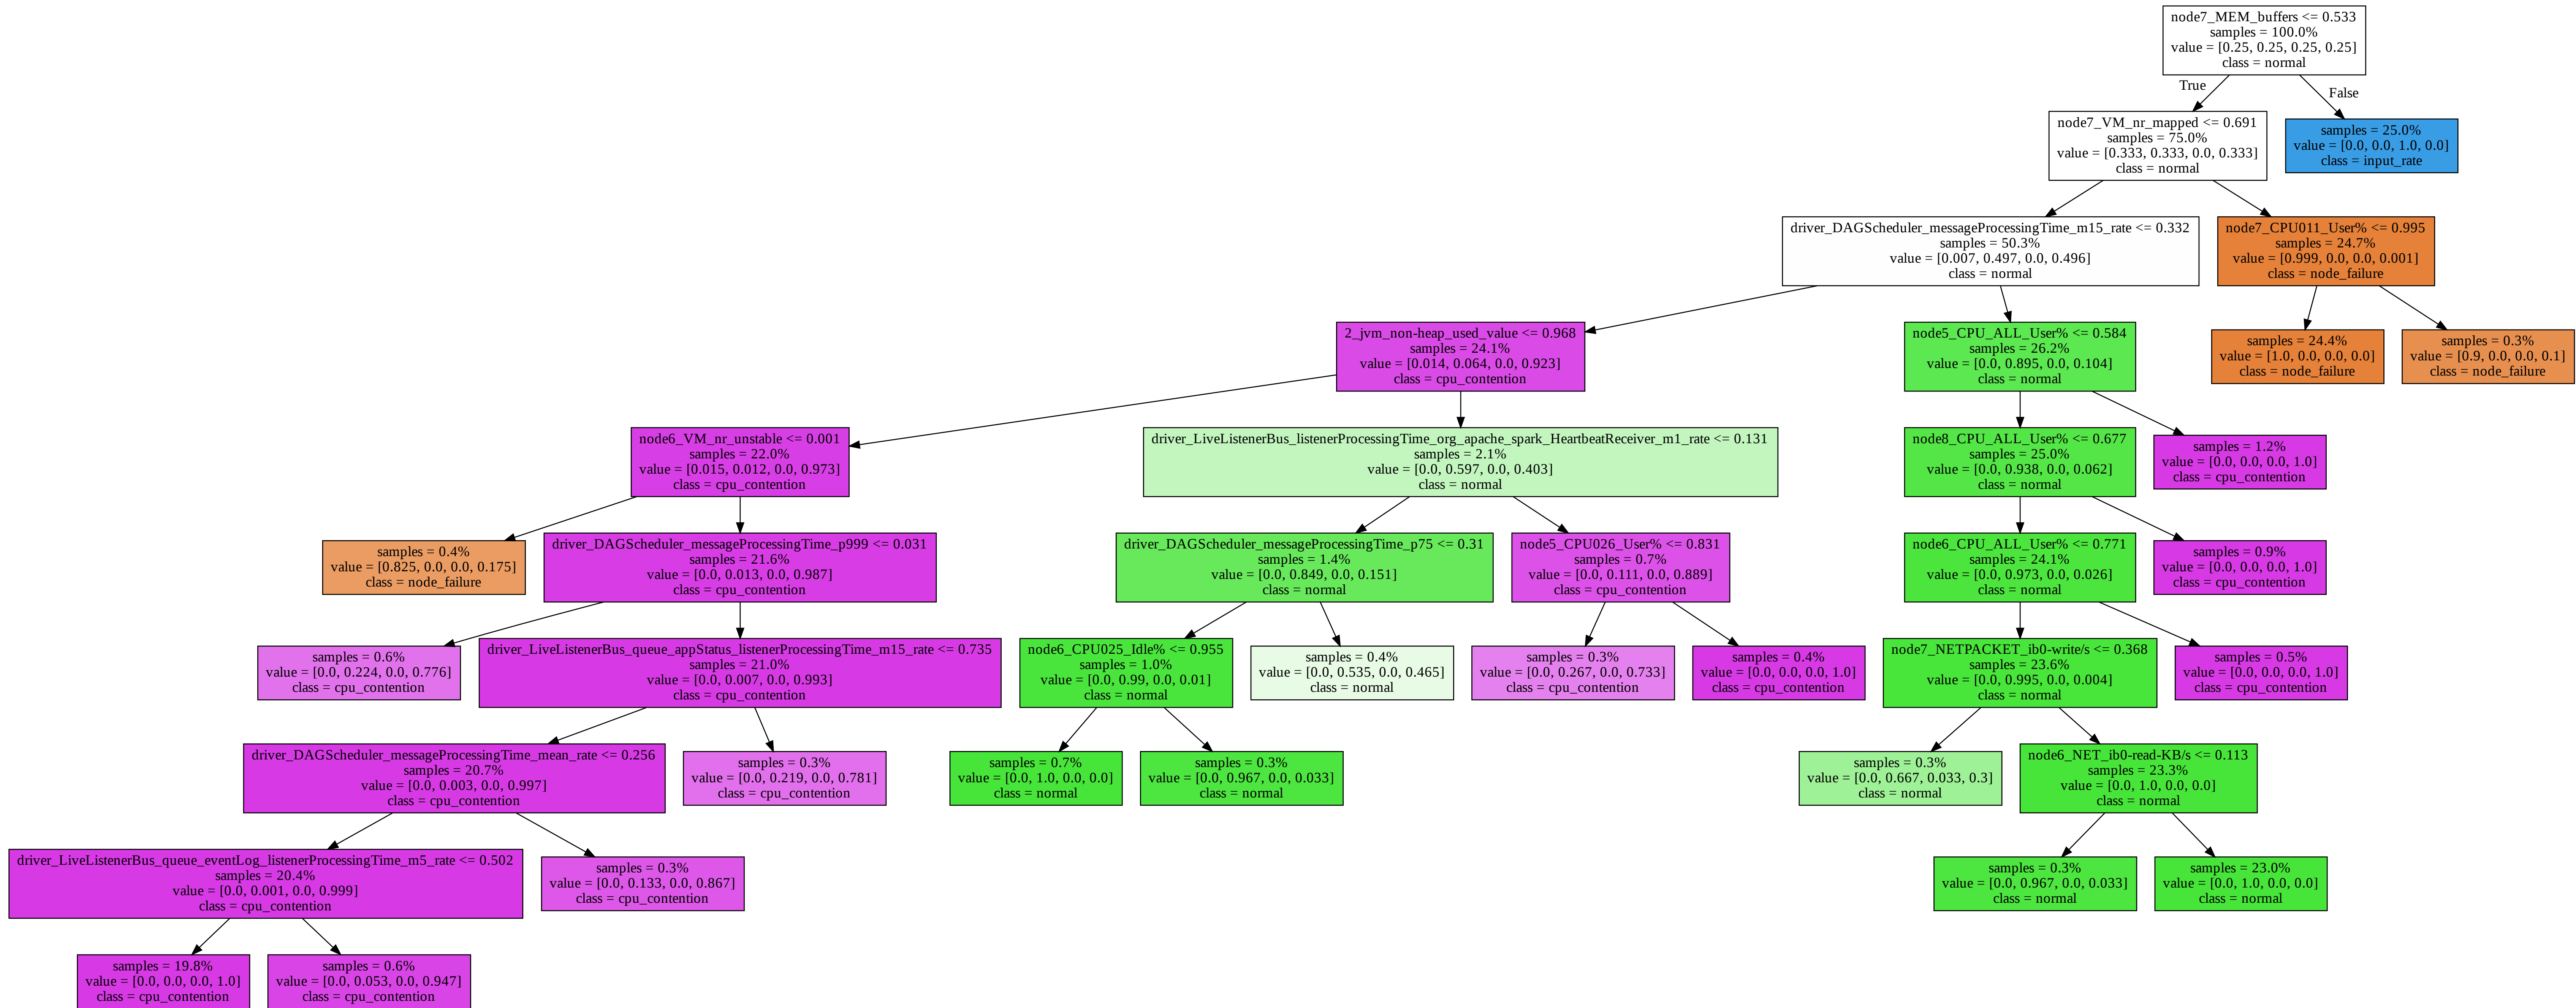 node7_MEM_buffers <= 0.533
samples = 100.0%
value = [0.25, 0.25, 0.25, 0.25]
class = normal
True
False
node7_VM_nr_mapped <= 0.691
samples = 75.0%
value = [0.333, 0.333, 0.0, 0.333]
class = normal
samples = 25.0%
value = [0.0, 0.0, 1.0, 0.0]
class = input_rate
driver_DAGScheduler_messageProcessingTime_m15_rate <= 0.332
samples = 50.3%
value = [0.007, 0.497, 0.0, 0.496]
class = normal
node7_CPU011_User% <= 0.995
samples = 24.7%
value = [0.999, 0.0, 0.0, 0.001]
class = node_failure
2_jvm_non-heap_used_value <= 0.968
samples = 24.1%
value = [0.014, 0.064, 0.0, 0.923]
class = cpu_contention
node5_CPU_ALL_User% <= 0.584
samples = 26.2%
value = [0.0, 0.895, 0.0, 0.104]
class = normal
samples = 24.4%
value = [1.0, 0.0, 0.0, 0.0]
class = node_failure
samples = 0.3%
value = [0.9, 0.0, 0.0, 0.1]
class = node_failure
node6_VM_nr_unstable <= 0.001
samples = 22.0%
value = [0.015, 0.012, 0.0, 0.973]
class = cpu_contention
driver_LiveListenerBus_listenerProcessingTime_org_apache_spark_HeartbeatReceiver_m1_rate <= 0.131
samples = 2.1%
value = [0.0, 0.597, 0.0, 0.403]
class = normal
node8_CPU_ALL_User% <= 0.677
samples = 25.0%
value = [0.0, 0.938, 0.0, 0.062]
class = normal
samples = 1.2%
value = [0.0, 0.0, 0.0, 1.0]
class = cpu_contention
samples = 0.4%
value = [0.825, 0.0, 0.0, 0.175]
class = node_failure
driver_DAGScheduler_messageProcessingTime_p999 <= 0.031
samples = 21.6%
value = [0.0, 0.013, 0.0, 0.987]
class = cpu_contention
driver_DAGScheduler_messageProcessingTime_p75 <= 0.31
samples = 1.4%
value = [0.0, 0.849, 0.0, 0.151]
class = normal
node5_CPU026_User% <= 0.831
samples = 0.7%
value = [0.0, 0.111, 0.0, 0.889]
class = cpu_contention
node6_CPU_ALL_User% <= 0.771
samples = 24.1%
value = [0.0, 0.973, 0.0, 0.026]
class = normal
samples = 0.9%
value = [0.0, 0.0, 0.0, 1.0]
class = cpu_contention
samples = 0.6%
value = [0.0, 0.224, 0.0, 0.776]
class = cpu_contention
driver_LiveListenerBus_queue_appStatus_listenerProcessingTime_m15_rate <= 0.735
samples = 21.0%
value = [0.0, 0.007, 0.0, 0.993]
class = cpu_contention
node6_CPU025_Idle% <= 0.955
samples = 1.0%
value = [0.0, 0.99, 0.0, 0.01]
class = normal
samples = 0.4%
value = [0.0, 0.535, 0.0, 0.465]
class = normal
samples = 0.3%
value = [0.0, 0.267, 0.0, 0.733]
class = cpu_contention
samples = 0.4%
value = [0.0, 0.0, 0.0, 1.0]
class = cpu_contention
node7_NETPACKET_ib0-write/s <= 0.368
samples = 23.6%
value = [0.0, 0.995, 0.0, 0.004]
class = normal
samples = 0.5%
value = [0.0, 0.0, 0.0, 1.0]
class = cpu_contention
driver_DAGScheduler_messageProcessingTime_mean_rate <= 0.256
samples = 20.7%
value = [0.0, 0.003, 0.0, 0.997]
class = cpu_contention
samples = 0.3%
value = [0.0, 0.219, 0.0, 0.781]
class = cpu_contention
samples = 0.7%
value = [0.0, 1.0, 0.0, 0.0]
class = normal
samples = 0.3%
value = [0.0, 0.967, 0.0, 0.033]
class = normal
samples = 0.3%
value = [0.0, 0.667, 0.033, 0.3]
class = normal
node6_NET_ib0-read-KB/s <= 0.113
samples = 23.3%
value = [0.0, 1.0, 0.0, 0.0]
class = normal
driver_LiveListenerBus_queue_eventLog_listenerProcessingTime_m5_rate <= 0.502
samples = 20.4%
value = [0.0, 0.001, 0.0, 0.999]
class = cpu_contention
samples = 0.3%
value = [0.0, 0.133, 0.0, 0.867]
class = cpu_contention
samples = 0.3%
value = [0.0, 0.967, 0.0, 0.033]
class = normal
samples = 23.0%
value = [0.0, 1.0, 0.0, 0.0]
class = normal
samples = 19.8%
value = [0.0, 0.0, 0.0, 1.0]
class = cpu_contention
samples = 0.6%
value = [0.0, 0.053, 0.0, 0.947]
class = cpu_contention